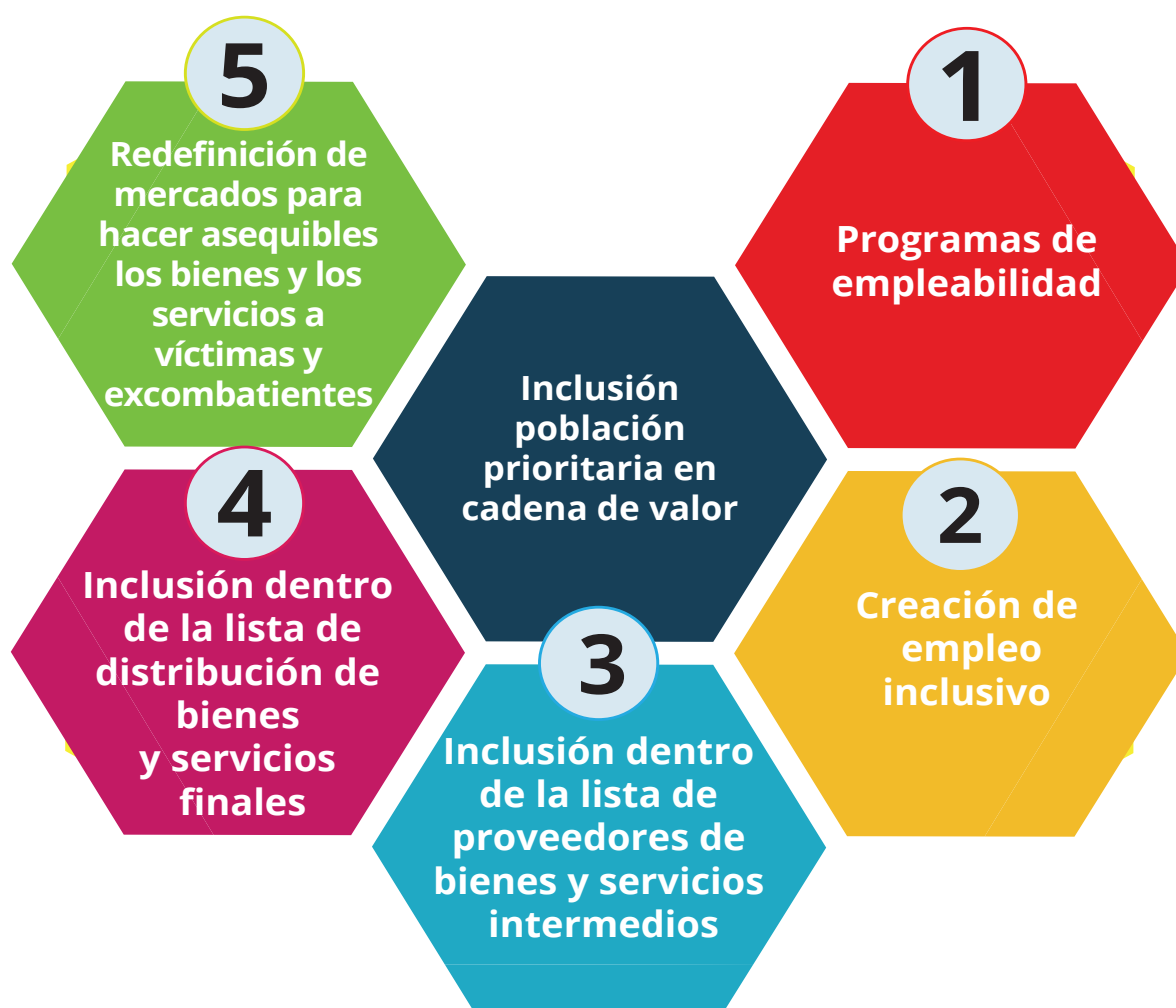 5
Redefinición de
mercados para
hacer asequibles
los bienes y los
servicios a
víctimas y
excombatientes
1
Programas de
empleabilidad
Inclusión
población
prioritaria en
cadena de valor
4
Inclusión dentro
de la lista de
distribución de
bienes
y servicios
finales
2
Creación de
empleo
inclusivo
3
Inclusión dentro
de la lista de
proveedores de
bienes y servicios
intermedios